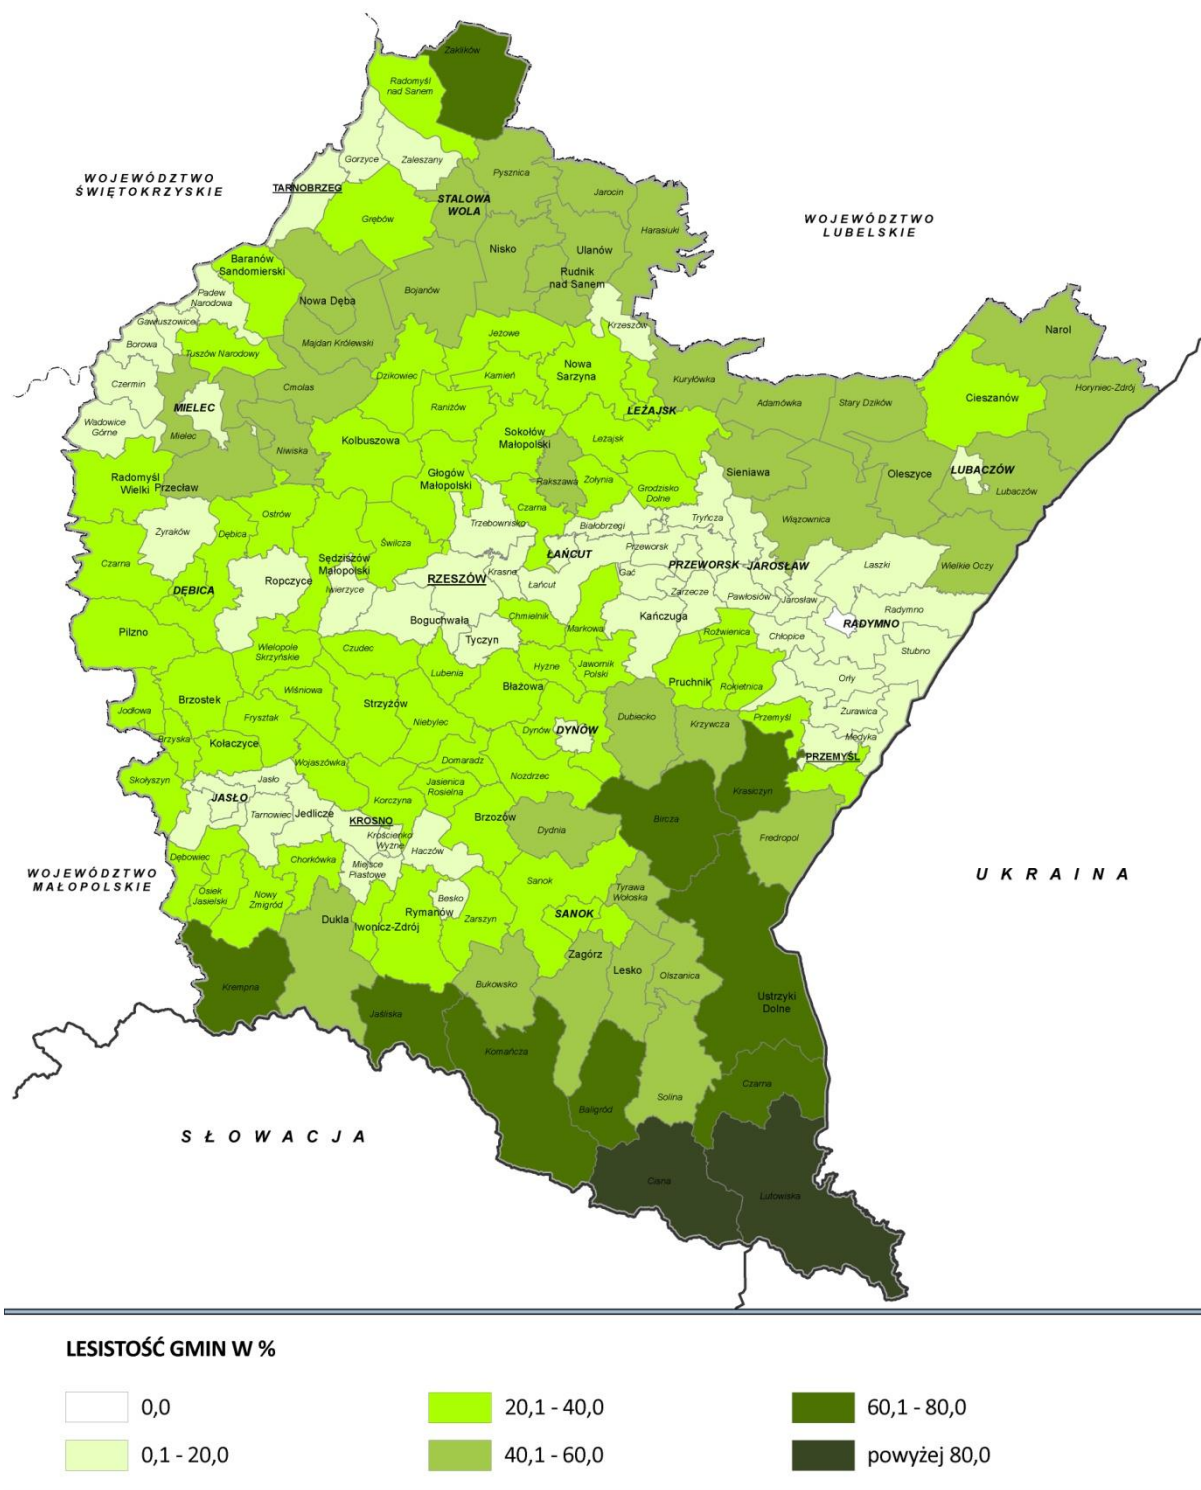 Zaklików
Radomyśl
nad Sanem
Gorzyce
Zaleszany
WOJEWÓDZTWO
ŚWIĘTOKRZYSKIE
TARNOBRZEG
Pysznica
STALOWA
WOLA
Jarocin
Grębów
Harasiuki
WOJEWÓDZTWO
LUBELSKIE
Nisko
Ulanów
Baranów
Sandomierski
Rudnik
nad Sanem
Padew
Narodowa
Nowa Dęba
Bojanów
Gawłuszowice
Krzeszów
Narol
Borowa
Majdan Królewski
Jeżowe
Tuszów Narodowy
Nowa
Sarzyna
Dzikowiec
Kamień
Kuryłówka
Czermin
Cmolas
Horyniec-Zdrój
Adamówka
Stary Dzików
Cieszanów
MIELEC
Raniżów
LEŻAJSK
Wadowice
Górne
Mielec
Kolbuszowa
Sokołów
Małopolski
Leżajsk
Niwiska
Radomyśl
Wielki
Przecław
Głogów
Małopolski
Rakszawa
Żołynia
Grodzisko
Dolne
Sieniawa
Oleszyce
LUBACZÓW
Lubaczów
Ostrów
Czarna
Żyraków
Dębica
Trzebownisko
Białobrzegi
Tryńcza
Wiązownica
Świlcza
Czarna
Sędziszów
Małopolski
ŁAŃCUT
Przeworsk
PRZEWORSK
JAROSŁAW
Laszki
Wielkie Oczy
DĘBICA
Ropczyce
Iwierzyce
RZESZÓW
Krasne
Łańcut
Gać
Zarzecze
Pawłosiów
Jarosław
Radymno
Boguchwała
Chmielnik
Markowa
Kańczuga
RADYMNO
Pilzno
Tyczyn
Roźwienica
Chłopice
Stubno
Wielopole
Skrzyńskie
Czudec
Lubenia
Hyżne
Jawornik
Polski
Pruchnik
Rokietnica
Orły
Błażowa
Wiśniowa
Brzostek
Strzyżów
Jodłowa
Frysztak
Niebylec
Dynów
DYNÓW
Dubiecko
Krzywcza
Przemyśl
Żurawica
Brzyska
Kołaczyce
Medyka
PRZEMYŚL
Wojaszówka
Domaradz
Skołyszyn
Jasło
Jasienica
Rosielna
Nozdrzec
Krasiczyn
JASŁO
Korczyna
Tarnowiec
Jedlicze
KROSNO
Brzozów
Bircza
Krościenko
Wyżne
Dydnia
Fredropol
Haczów
Dębowiec
Chorkówka
Miejsce
Piastowe
WOJEWÓDZTWO
MAŁOPOLSKIE
Osiek
Jasielski
Nowy
Żmigród
Besko
Sanok
Tyrawa
Wołoska
UKRAINA
Dukla
Rymanów
Iwonicz-Zdrój
Zarszyn
SANOK
Zagórz
Lesko
Olszanica
Krempna
Bukowsko
Jaśliska
Ustrzyki
Dolne
Komańcza
Czarna
Solina
Baligród
SŁOWACJA
Cisna
Lutowiska
LESISTOŚĆ GMIN W %
0,0
20,1 - 40,0
60,1 - 80,0
0,1 - 20,0
40,1 - 60,0
powyżej 80,0